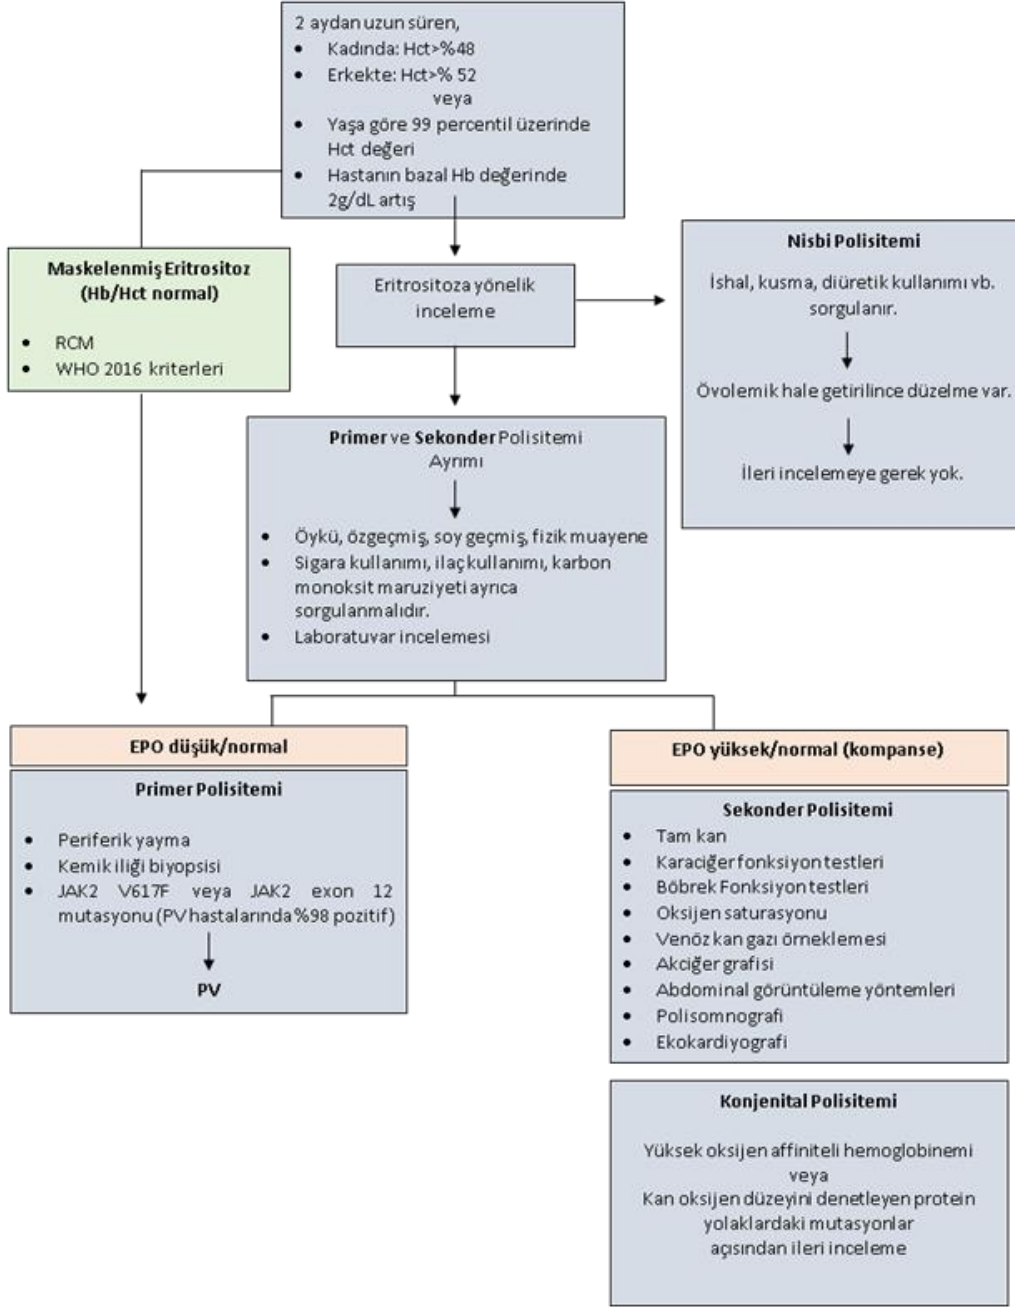 2 aydan uzun süren,
• Kadında: Hct>%48
• Erkekte: Hct>% 52
veya
• Yaşa göre 99 percentil üzerinde
Hct değeri
• Hastanın bazal Hb değerinde
2g/dL artış
Maskelenmiş Eritrositoz
(Hb/Hct normal)
• RCM
• WHO 2016 kriterleri
Eritrositoza yönelik
inceleme
Nisbi Polisitemi
İshal, kusma, diüretik kullanımı vb.
sorgulanır.
Övolemik hale getirilince düzelme var.
İleri incelemeye gerek yok.
Primer ve Sekonder Polisitemi
Ayrımı
• Öykü, özgeçmiş, soy geçmiş, fizik muayene
• Sigara kullanımı, ilaç kullanımı, karbon
monoksit maruziyeti ayrıca
sorgulanmalıdır.
• Laboratuvar incelemesi
EPO düşük/normal
Primer Polisitemi
• Periferik yayma
• Kemik iliği biyopsisi
• JAK2 V617F veya JAK2 exon 12
mutasyonu (PV hastalarında %98 pozitif)
PV
EPO yüksek/normal (kompanse)
Sekonder Polisitemi
• Tam kan
• Karaciğer fonksiyon testleri
• Böbrek Fonksiyon testleri
• Oksijen saturasyonu
• Venöz kan gazı örneklemesi
• Akciğer grafisi
• Abdominal görüntüleme yöntemleri
• Polisomnografi
• Ekokardiyografi
Konjenital Polisitemi
Yüksek oksijen affiniteli hemoglobinemi
veya
Kan oksijen düzeyini denetleyen protein
yolaklardaki mutasyonlar
açısından ileri inceleme